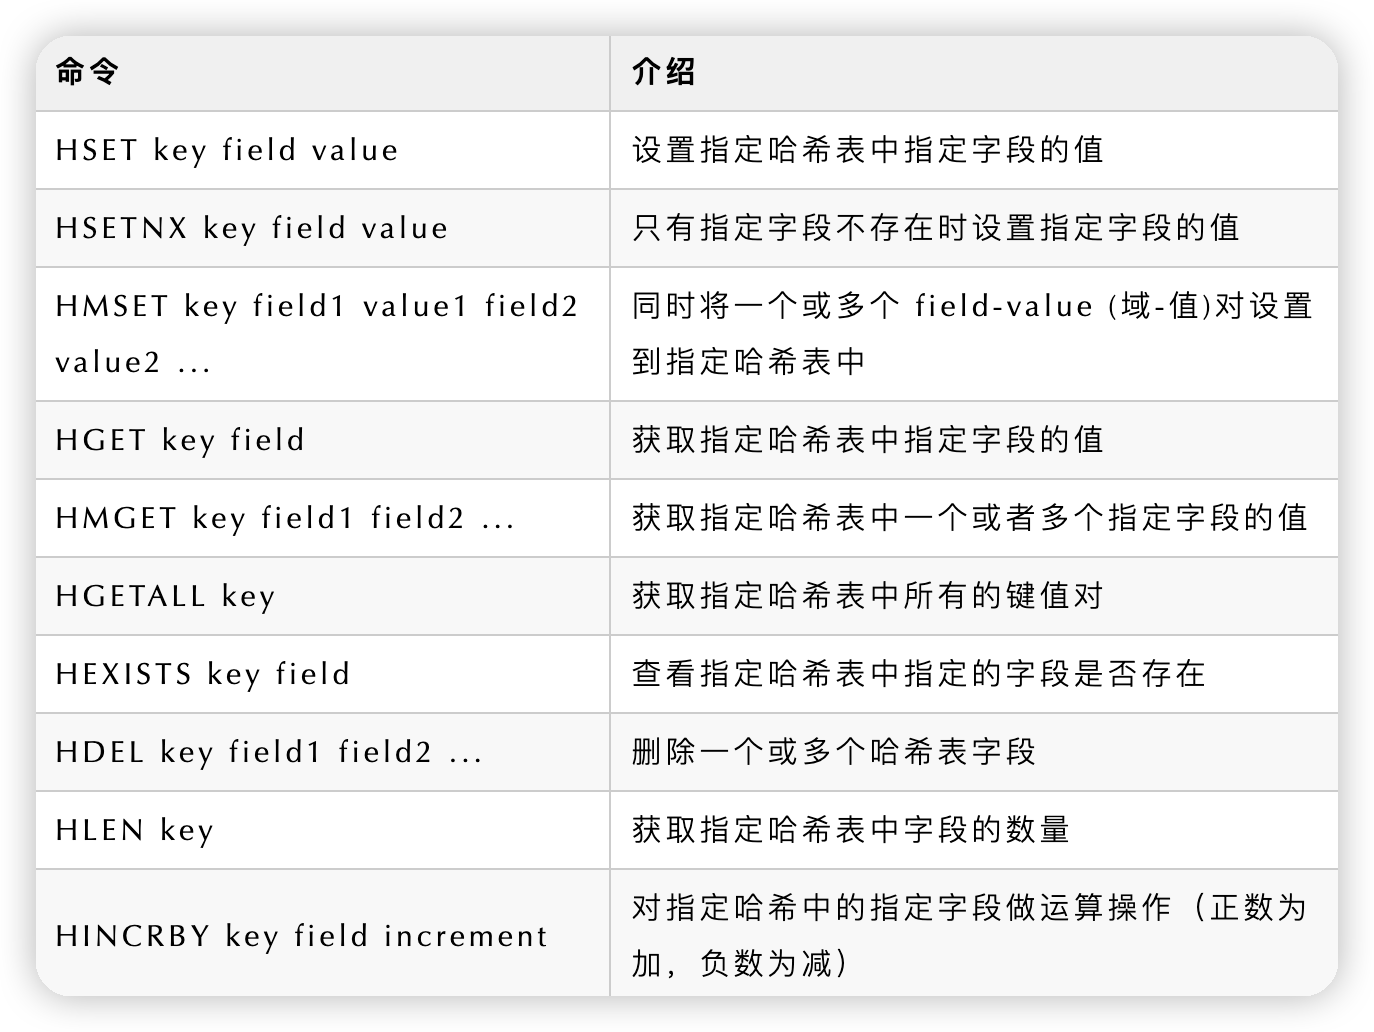 命令 介绍
HSET key field value 设置指定哈希表中指定字段的值
HSETNX key field value 只有指定字段不存在时设置指定字段的值
HMSET key field1 value1 field2
value2 ...
同时将一个或多个 field-value (域-值)对设置
到指定哈希表中
HGET key field 获取指定哈希表中指定字段的值
HMGET key field1 field2 ... 获取指定哈希表中一个或者多个指定字段的值
HGETALL key 获取指定哈希表中所有的键值对
HEXISTS key field 查看指定哈希表中指定的字段是否存在
HDEL key field1 field2 ... 删除一个或多个哈希表字段
HLEN key 获取指定哈希表中字段的数量
HINCRBY key field increment
对指定哈希中的指定字段做运算操作（正数为
加，负数为减）